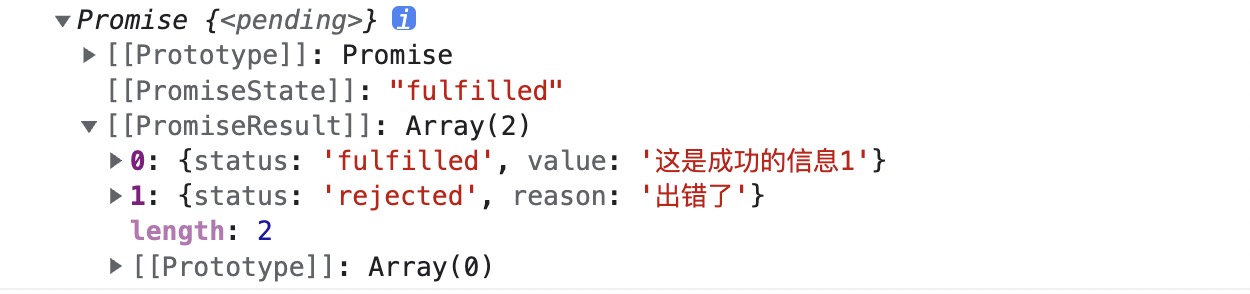 ▼Promise {<pending>} i
▶[[Prototype]]: Promise
[[PromiseState]]: "fulfilled"
▼[[PromiseResult]]: Array(2)
▶0: {status: 'fulfilled', value: '这是成功的信息1'}
▶1: {status: 'rejected', reason: '出错了'}
length: 2
▶[[Prototype]]: Array(0)